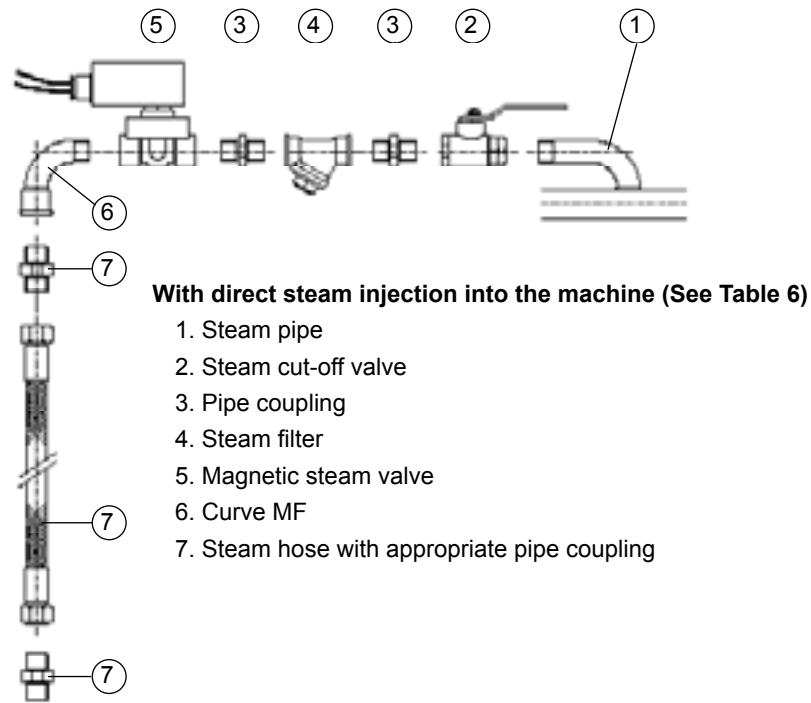 5 3 4 3 2 1
6
7
With direct steam injection into the machine (See Table 6)
1. Steam pipe
2. Steam cut-off valve
3. Pipe coupling
4. Steam filter
5. Magnetic steam valve
6. Curve MF
7. Steam hose with appropriate pipe coupling
7
7